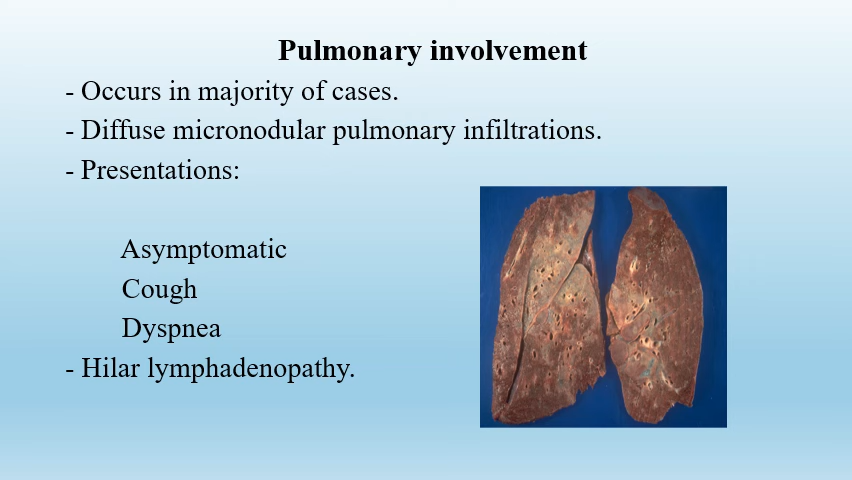 Pulmonary involvement
- Occurs in majority of cases.
- Diffuse micronodular pulmonary infiltrations.
- Presentations:
Asymptomatic
Cough
Dyspnea
- Hilar lymphadenopathy.